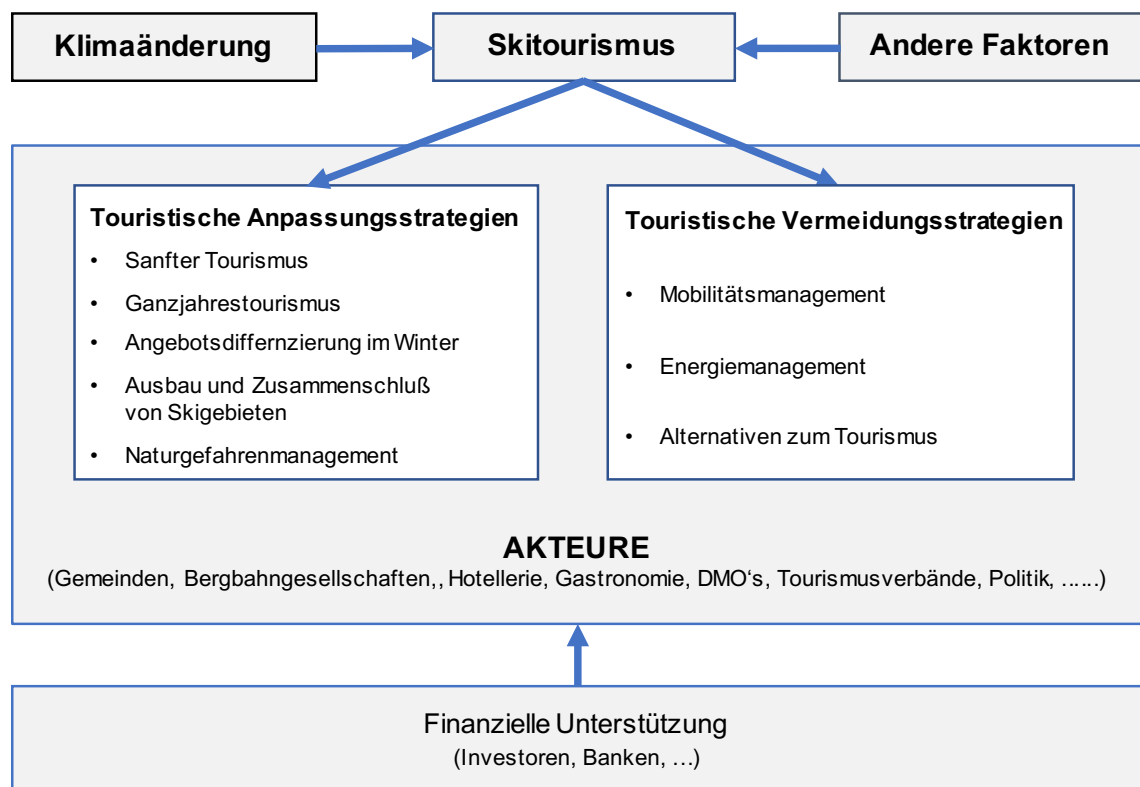 Klimaänderung
Skitourismus
Andere Faktoren
Touristische Anpassungsstrategien
• Sanfter Tourismus
• Ganzjahrestourismus
• Angebotsdiffernzierung im Winter
• Ausbau und Zusammenschluß
von Skigebieten
• Naturgefahrenmanagement
Touristische Vermeidungsstrategien
• Mobilitätsmanagement
• Energiemanagement
• Alternativen zum Tourismus
AKTEURE
(Gemeinden, Bergbahngesellschaften,, Hotellerie, Gastronomie, DMO‘s, Tourismusverbände, Politik, ......)
Finanzielle Unterstützung
(Investoren, Banken, …)